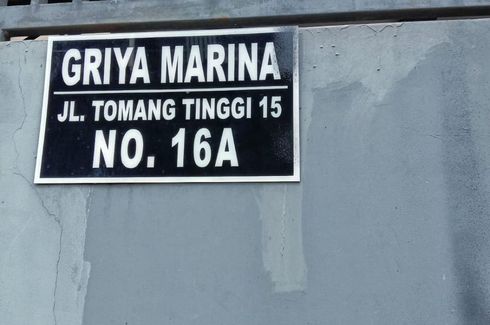 GRIYA MARINA
JL. TOMANG TINGGI 15
NO. 16A